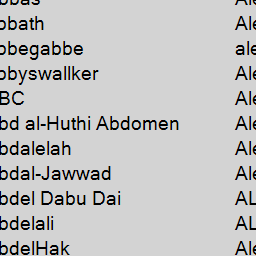 bbas Ale
bbath Ale
bbegabbe ale
bbyswallker Ale
BC Ale
bd al-Huthi Abdomen Ale
bdalelah Ale
bdal-Jawwad Ale
bdel Dabu Dai AL
bdelali AL
bdelHak Ale